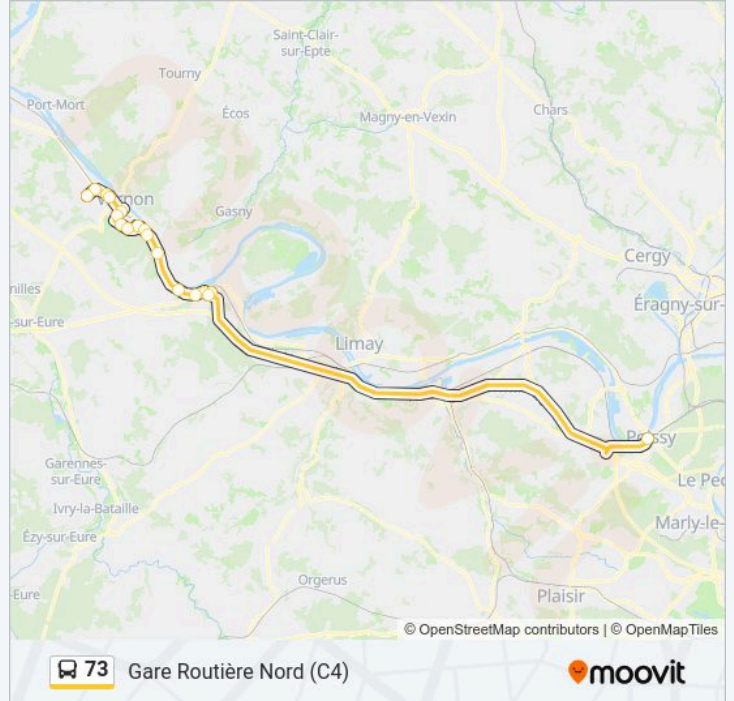 Saint-Clair-
sur-Epte
Tourny
Port-Mort
Écos
Magny-en-Vexin
Chars
Vernon
Gasny
Cergy
nilles
Éragny-sur-
-sur-Eure
Limay
Poissy
Garennes-
sur-Eure
Le Pec
Ivry-la-Bataille
Marly-le-
Ézy-sur-Eure
Orgerus
-Eure
Plaisir
© OpenStreetMap contributors | © OpenMapTiles
73 Gare Routière Nord (C4)
moovit